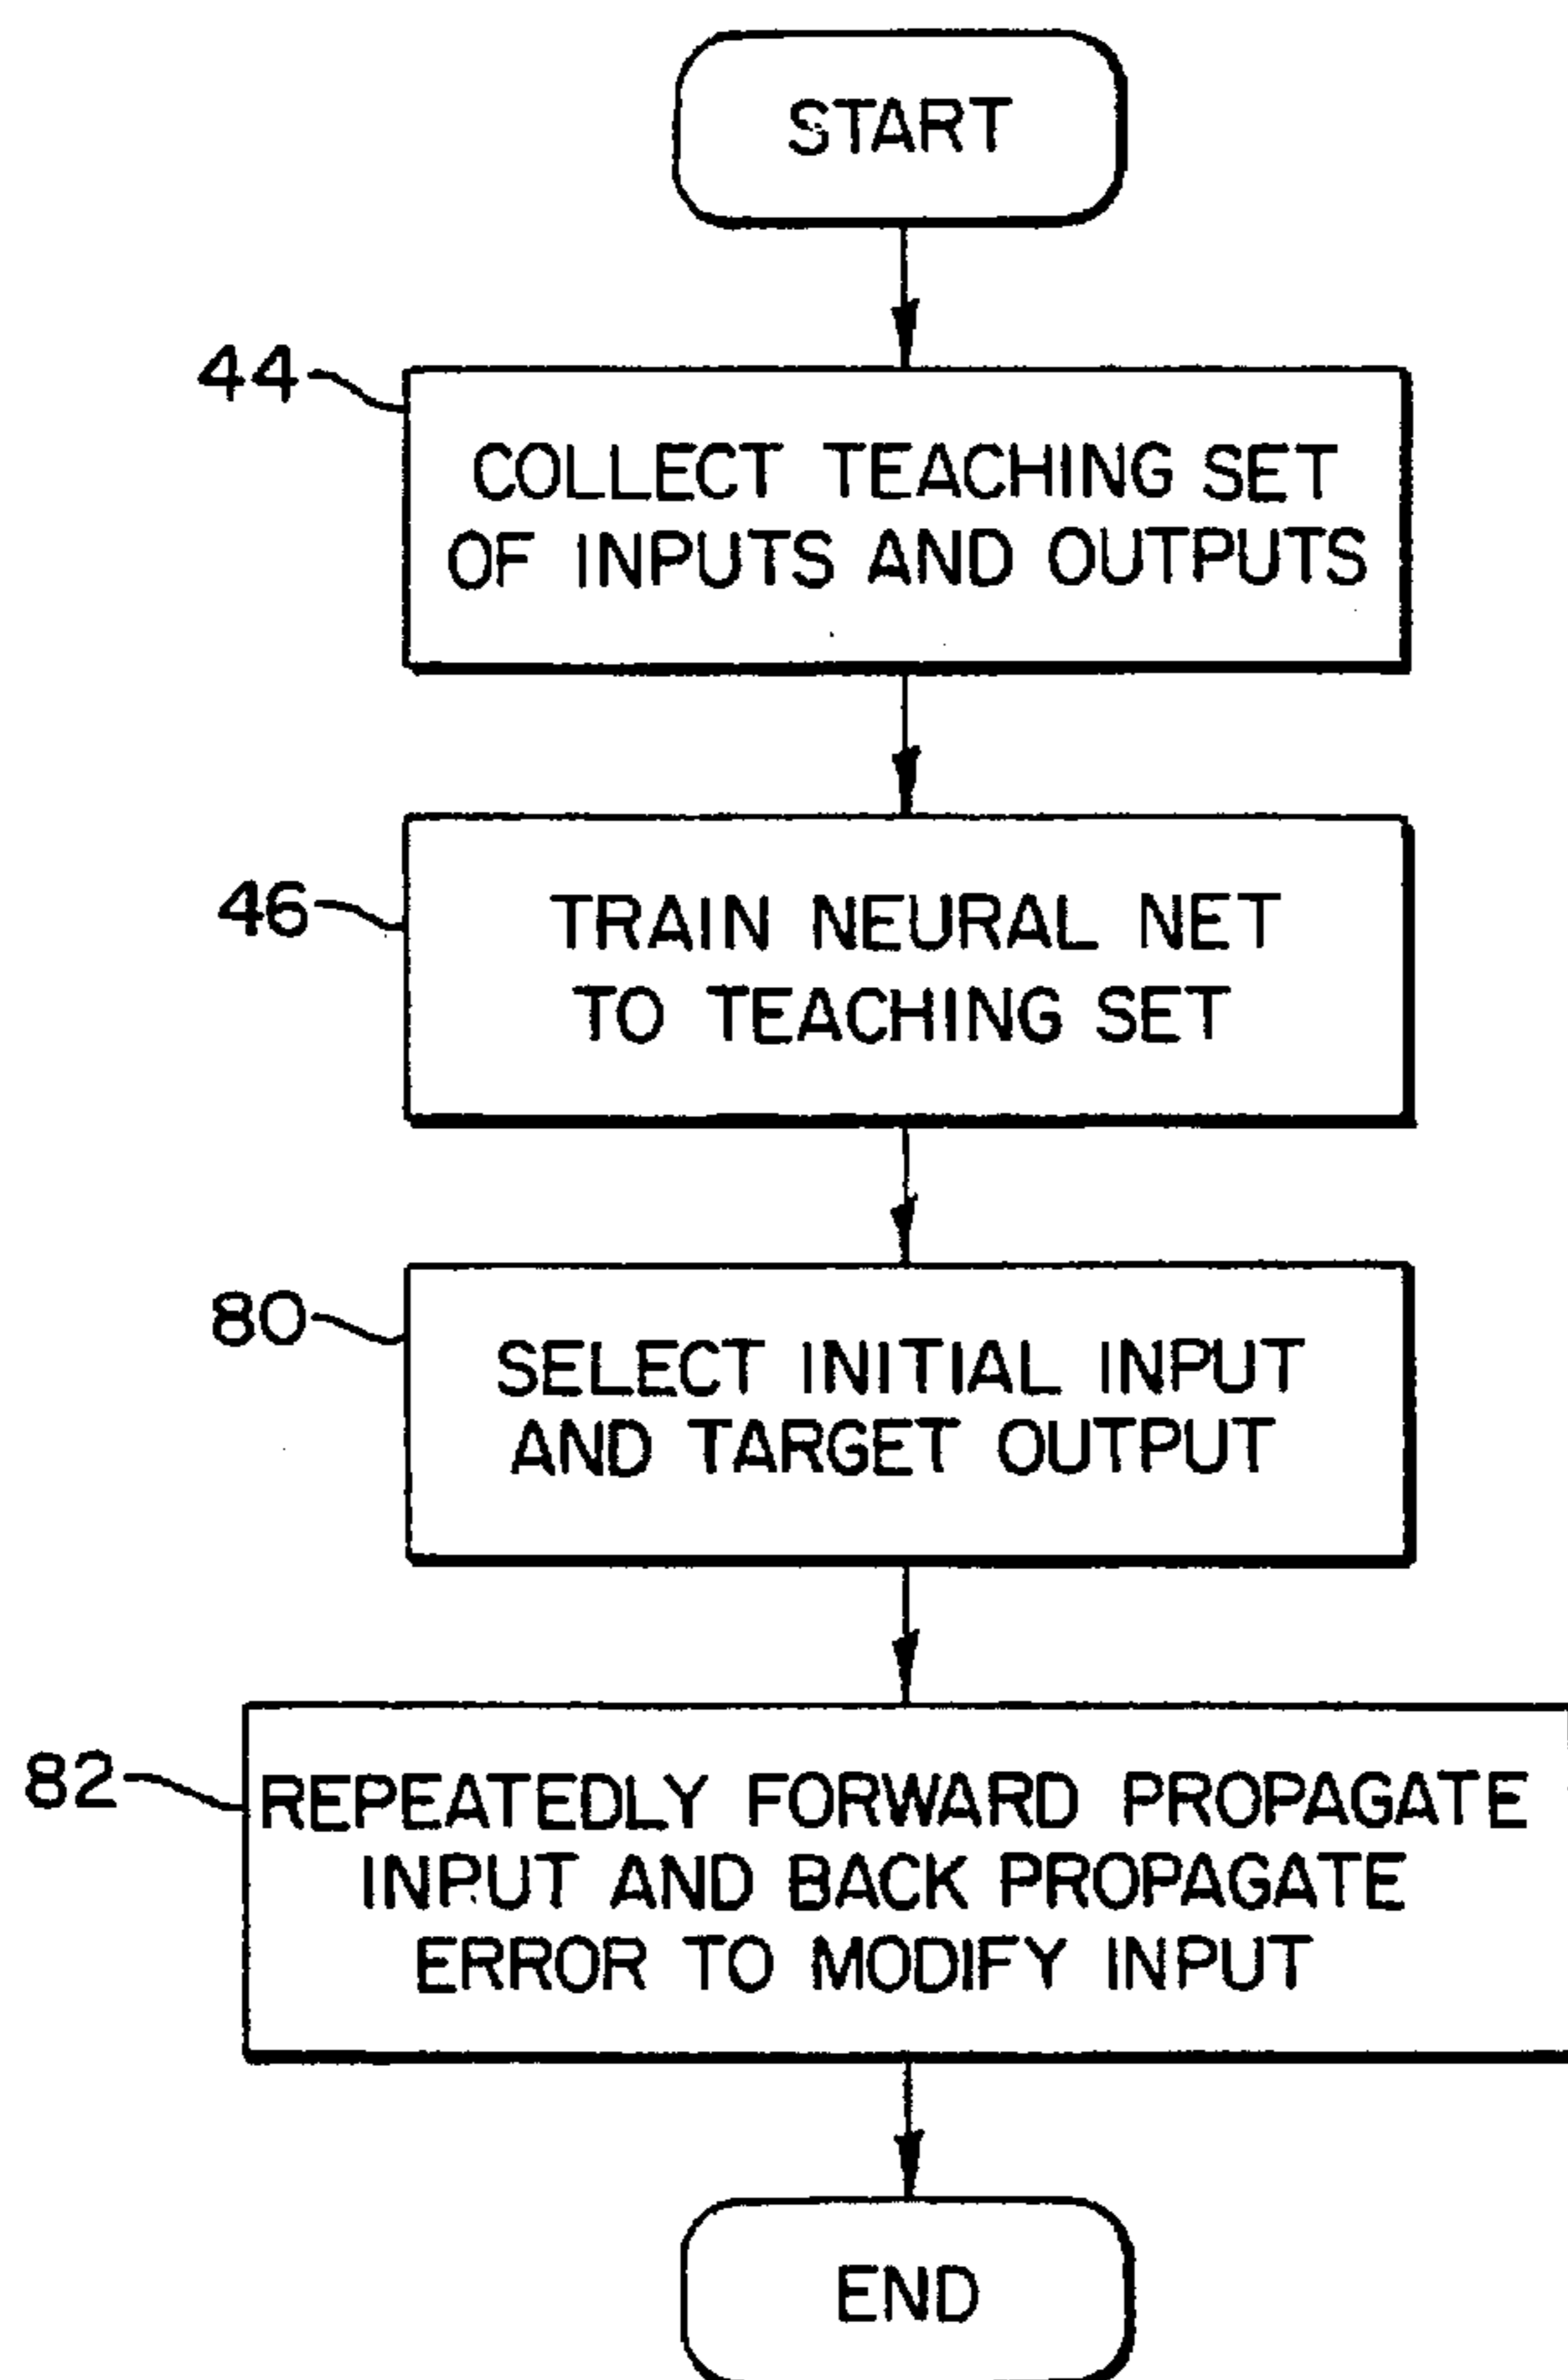 START
44
COLLECT TEACHING SET
OF INPUTS AND OUTPUTS
46
TRAIN NEURAL NET
TO TEACHING SET
80
SELECT INITIAL INPUT
AND TARGET OUTPUT
82
REPEATEDLY FORWARD PROPAGATE
INPUT AND BACK PROPAGATE
ERROR TO MODIFY INPUT
END